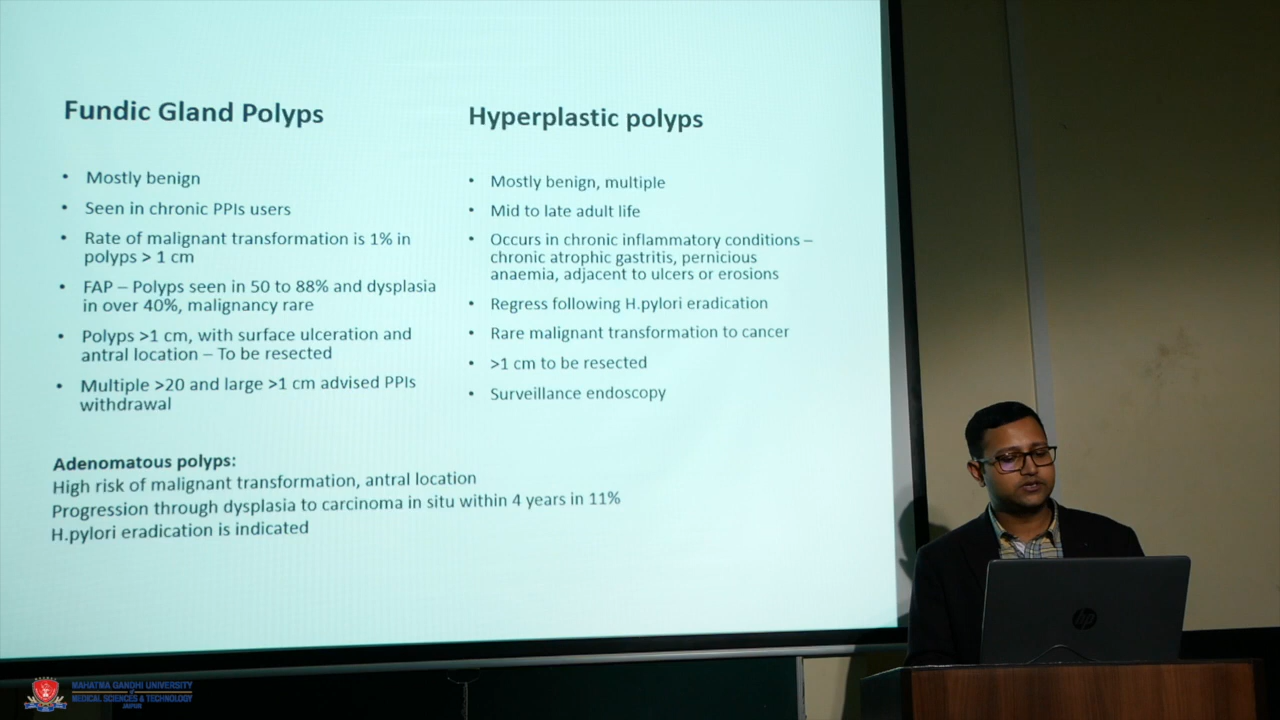 Fundic Gland Polyps
• Mostly benign
• Seen in chronic PPIs users
• Rate of malignant transformation is 1% in
polyps > 1 cm
• FAP – Polyps seen in 50 to 88% and dysplasia
in over 40%, malignancy rare
• Polyps >1 cm, with surface ulceration and
antral location – To be resected
• Multiple >20 and large >1 cm advised PPIs
withdrawal
Hyperplastic polyps
• Mostly benign, multiple
• Mid to late adult life
• Occurs in chronic inflammatory conditions –
chronic atrophic gastritis, pernicious
anaemia, adjacent to ulcers or erosions
• Regress following H.pylori eradication
• Rare malignant transformation to cancer
• >1 cm to be resected
• Surveillance endoscopy
Adenomatous polyps:
High risk of malignant transformation, antral location
Progression through dysplasia to carcinoma in situ within 4 years in 11%
H.pylori eradication is indicated
hp
MAHATMA GANDHI UNIVERSITY
of
MEDICAL SCIENCES & TECHNOLOGY
JAIPUR